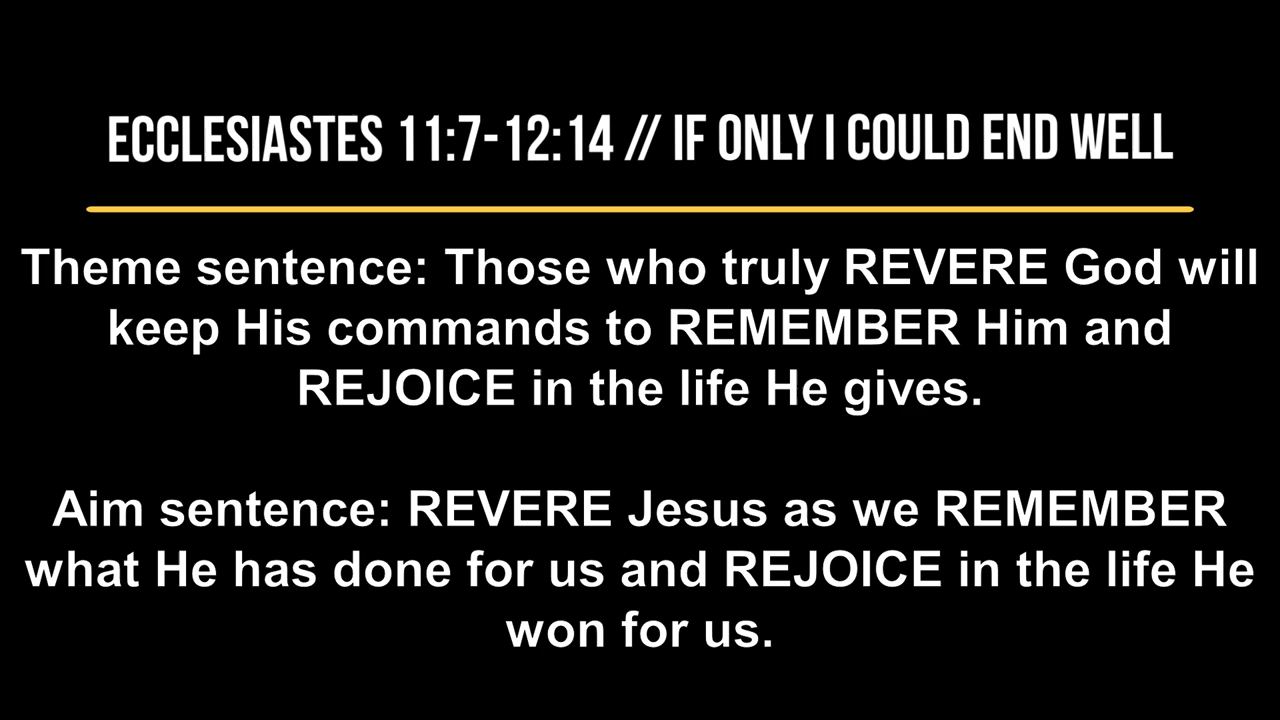 ECCLESIASTES 11:7-12:14 // IF ONLY I COULD END WELL
Theme sentence: Those who truly REVERE God will
keep His commands to REMEMBER Him and
REJOICE in the life He gives.
Aim sentence: REVERE Jesus as we REMEMBER
what He has done for us and REJOICE in the life He
won for us.